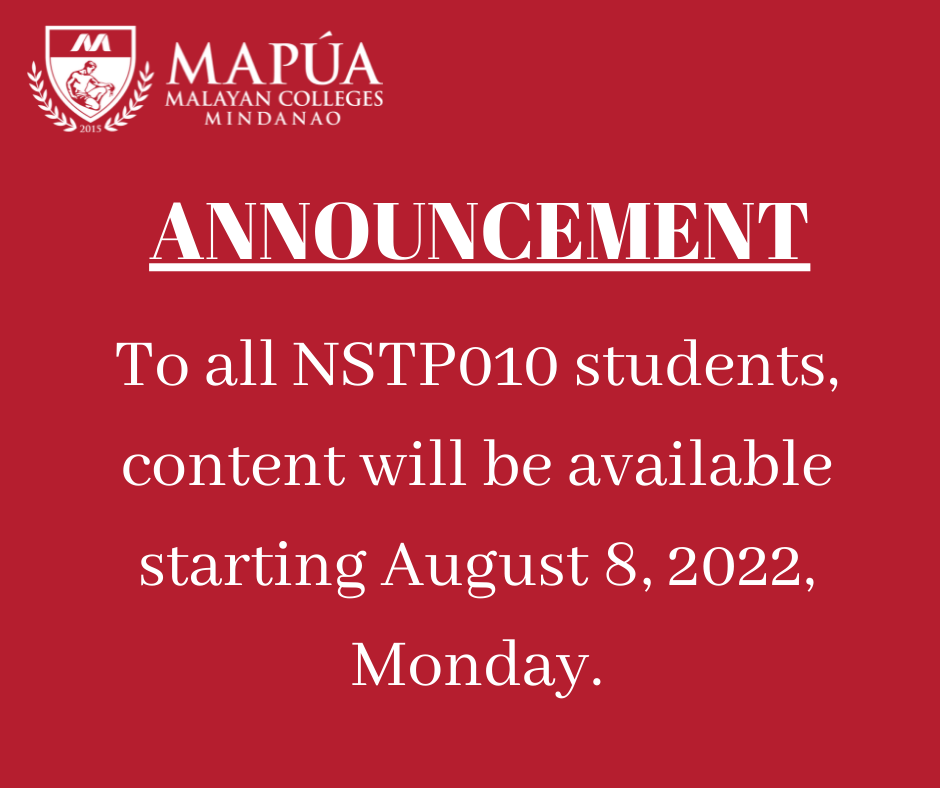 MAPÚA
MALAYAN COLLEGES
MINDANAO
2015
ANNOUNCEMENT
To all NSTP010 students,
content will be available
starting August 8, 2022,
Monday.